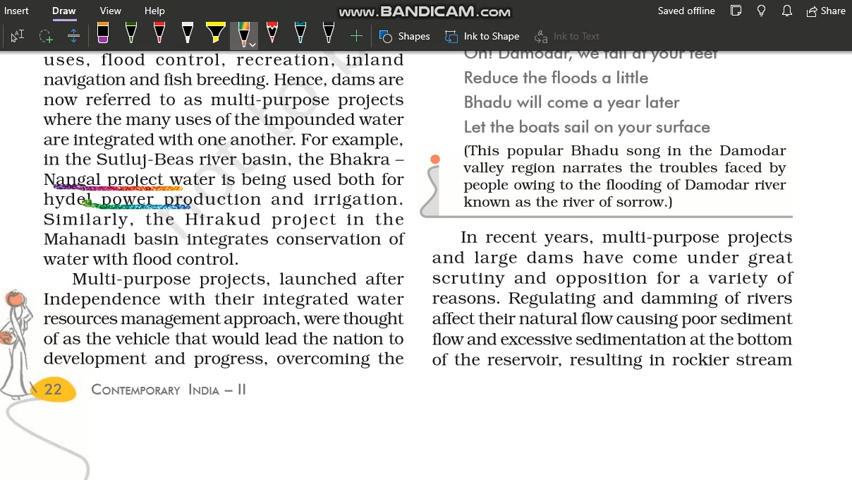 Insert Draw View Help
www.BANDICAM.com
Saved offline
Share
Shapes
Ink to Shape
Ink to Text
uses, flood control, recreation, inland
navigation and fish breeding. Hence, dams are
now referred to as multi-purpose projects
where the many uses of the impounded water
are integrated with one another. For example,
in the Sutluj-Beas river basin, the Bhakra –
Nangal project water is being used both for
hydel power production and irrigation.
Similarly, the Hirakud project in the
Mahanadi basin integrates conservation of
water with flood control.
Multi-purpose projects, launched after
Independence with their integrated water
resources management approach, were thought
of as the vehicle that would lead the nation to
development and progress, overcoming the
22 CONTEMPORARY INDIA – II
Oh! Damodar, we fall at your feet
Reduce the floods a little
Bhadu will come a year later
Let the boats sail on your surface
(This popular Bhadu song in the Damodar
valley region narrates the troubles faced by
people owing to the flooding of Damodar river
known as the river of sorrow.)
In recent years, multi-purpose projects
and large dams have come under great
scrutiny and opposition for a variety of
reasons. Regulating and damming of rivers
affect their natural flow causing poor sediment
flow and excessive sedimentation at the bottom
of the reservoir, resulting in rockier stream